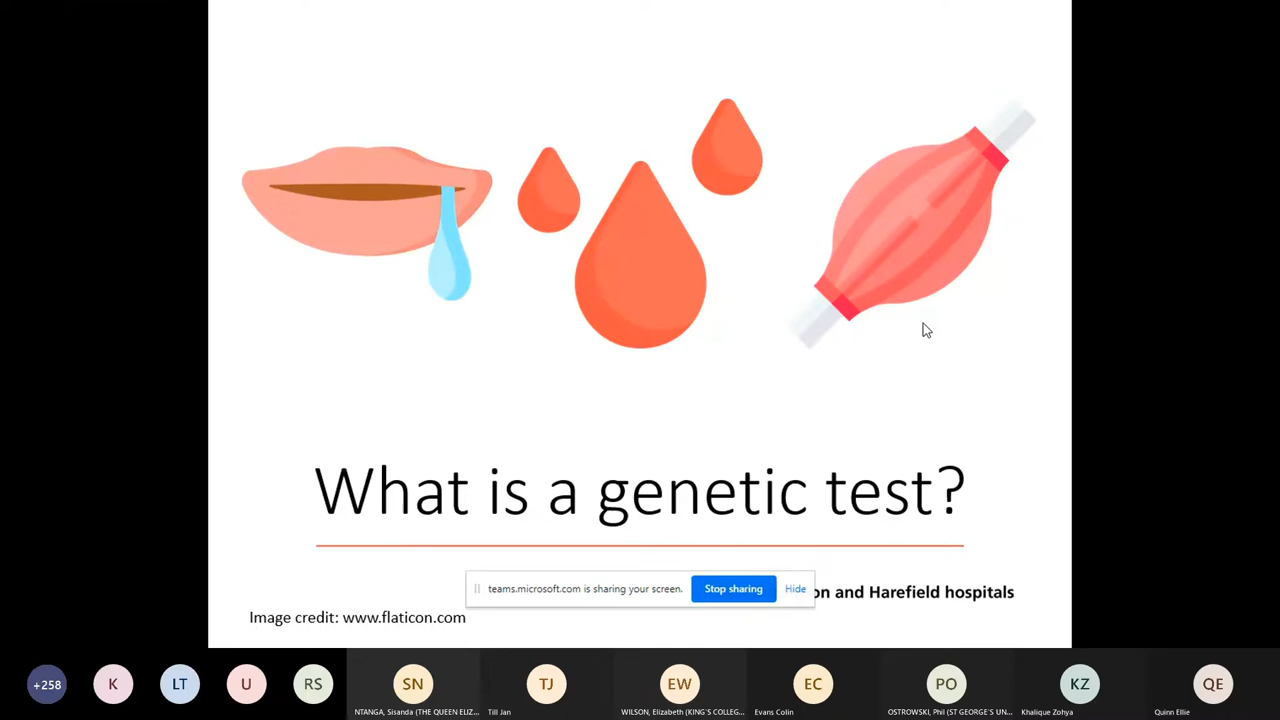 What is a genetic test?
teams.microsoft.com is sharing your screen. Stop sharing Hide
on and Harefield hospitals
Image credit: www.flaticon.com
+258 K LT U RS SN TJ EW EC PO KZ QE
NTANGA, Sisanda (THE QUEEN ELIZ... Till Jan WILSON, Elizabeth (KING'S COLLEG... Evans Colin OSTROWSKI, Phil (ST GEORGE'S UN... Khalique Zohya Quinn Ellie